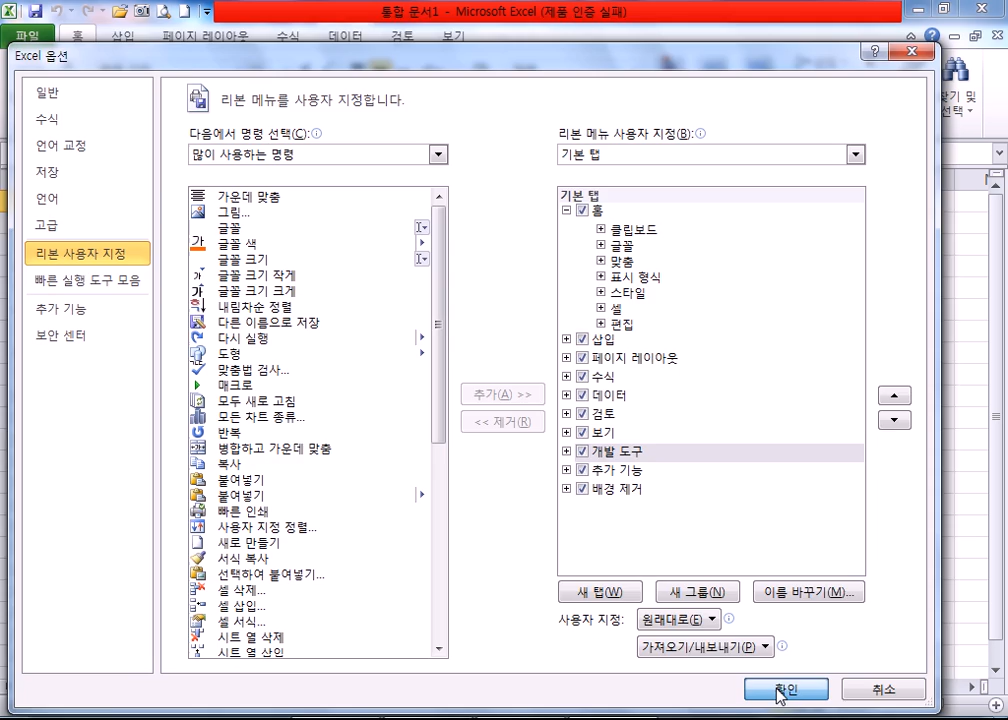 통합 문서1 - Microsoft Excel (제품 인증 실패)
파일 홈 삽입 페이지 레이아웃 수식 데이터 검토 보기
Excel 옵션
찾기 및
선택
일반
수식
언어 교정
저장
언어
고급
리본 사용자 지정
빠른 실행 도구 모음
추가 기능
보안 센터
리본 메뉴를 사용자 지정합니다.
다음에서 명령 선택(C):
많이 사용하는 명령
가운데 맞춤
그림...
글꼴
글꼴 색
글꼴 크기
글꼴 크기 작게
글꼴 크기 크게
내림차순 정렬
다른 이름으로 저장
다시 실행
도형
맞춤법 검사...
매크로
모두 새로 고침
모든 차트 종류...
반복
병합하고 가운데 맞춤
복사
붙여넣기
붙여넣기
빠른 인쇄
사용자 지정 정렬...
새로 만들기
서식 복사
선택하여 붙여넣기...
셀 삭제...
셀 삽입...
셀 서식...
시트 열 삭제
시트 열 삽입
추가(A) >>
<< 제거(R)
리본 메뉴 사용자 지정(B):
기본 탭
기본 탭
홈
클립보드
글꼴
맞춤
표시 형식
스타일
셀
편집
삽입
페이지 레이아웃
수식
데이터
검토
보기
개발 도구
추가 기능
배경 제거
새 탭(W) 새 그룹(N) 이름 바꾸기(M)...
사용자 지정: 원래대로(E)
가져오기/내보내기(P)
확인 취소